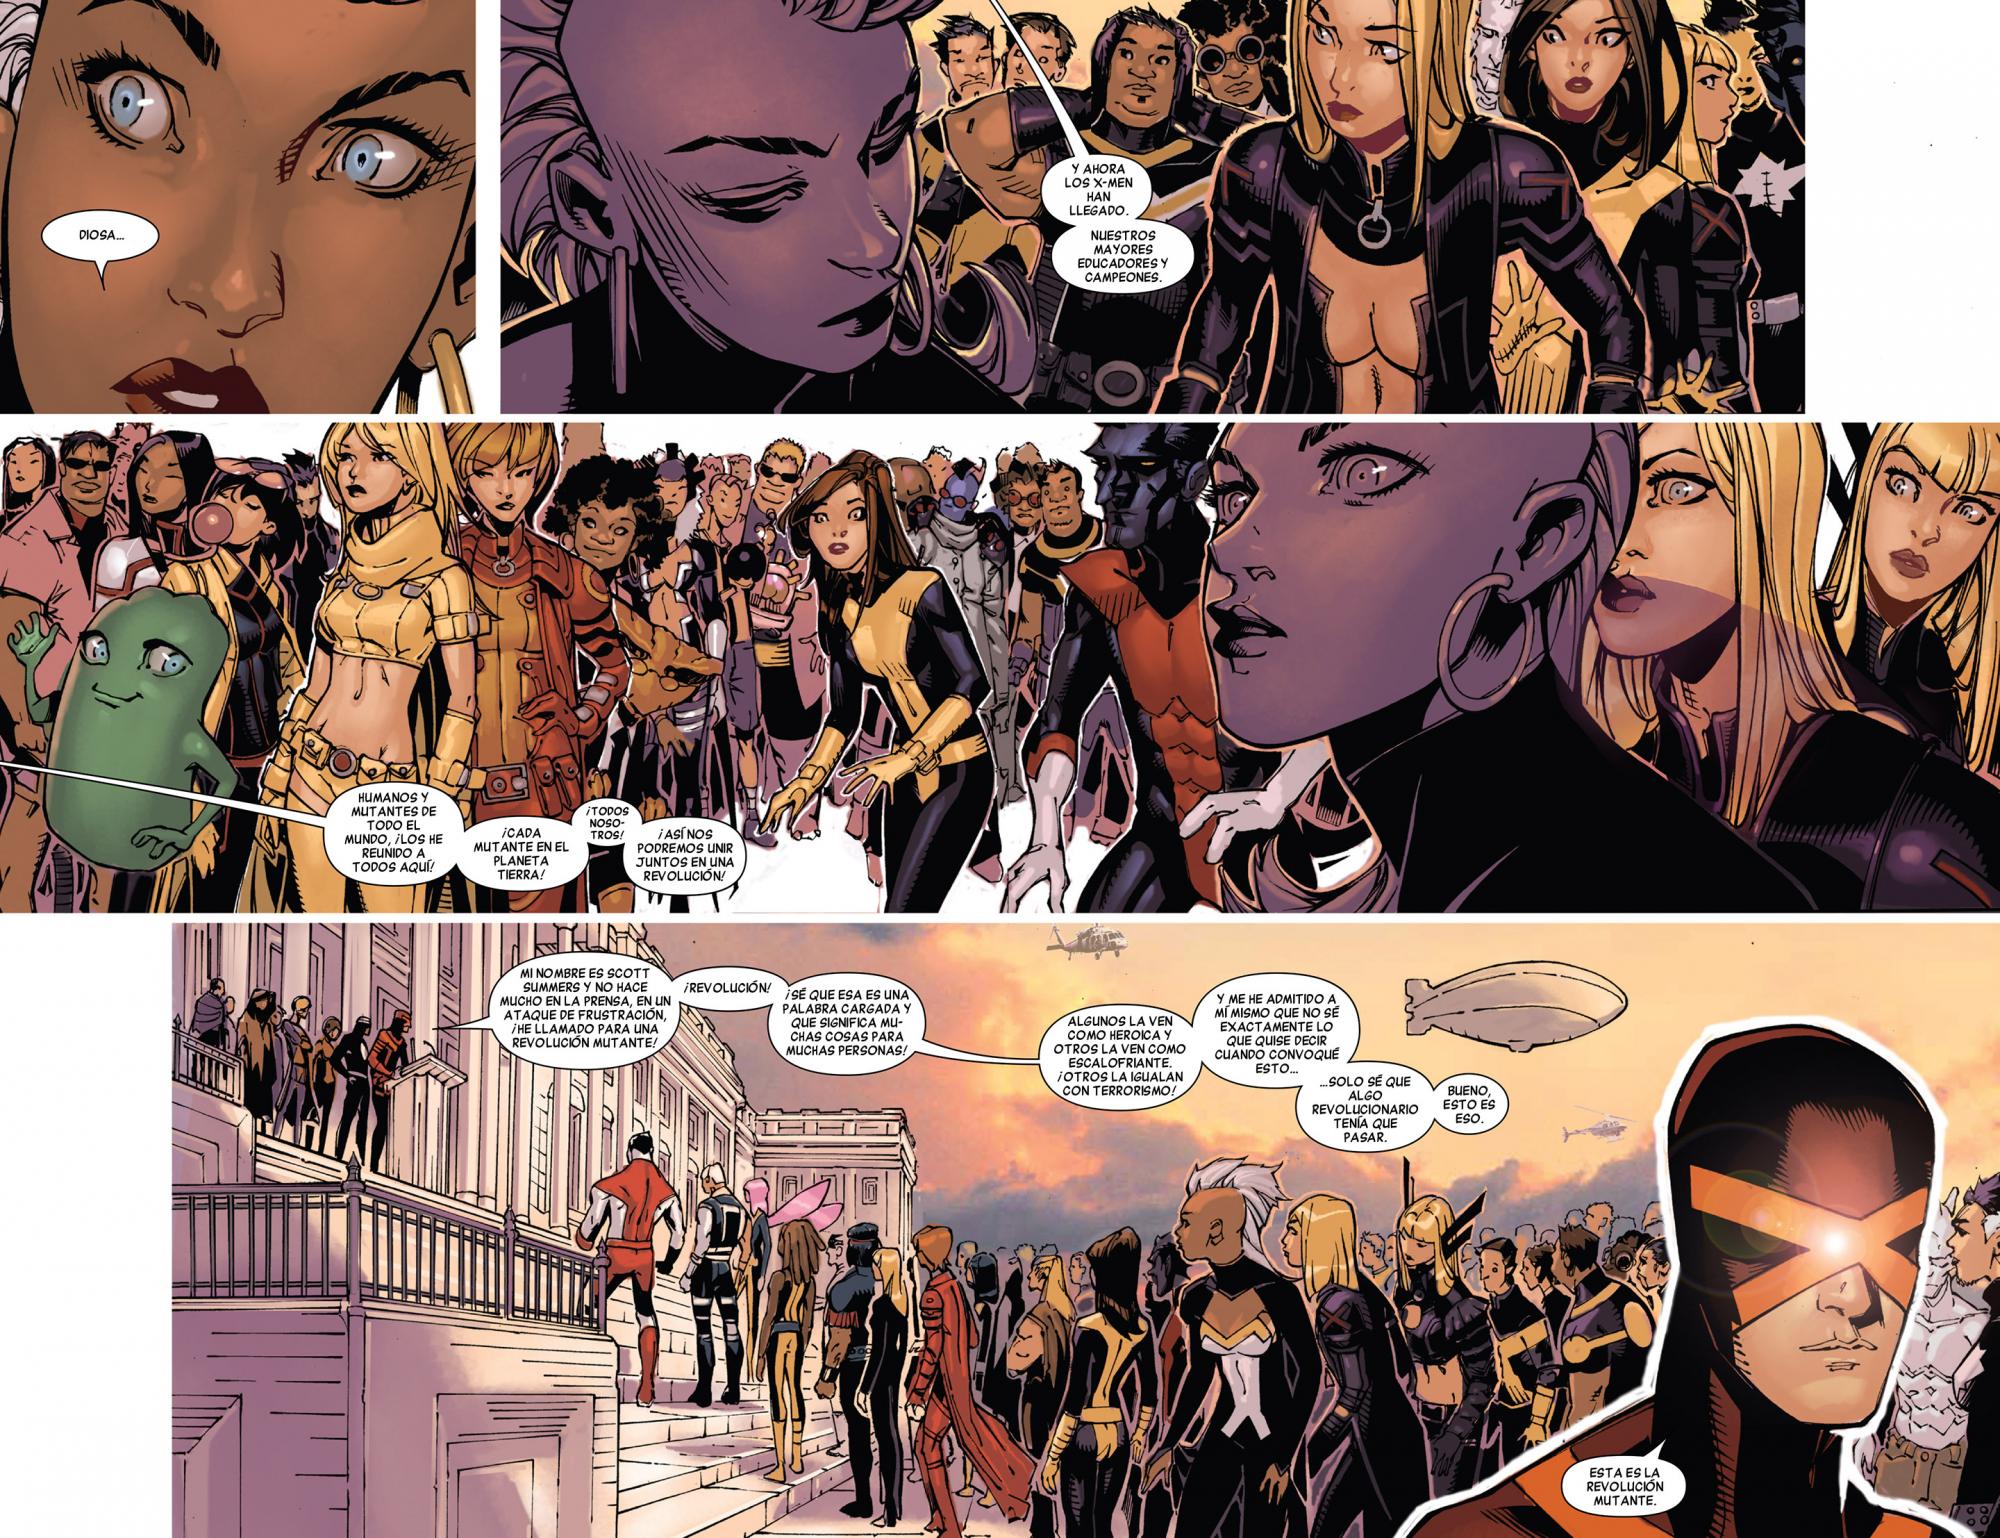 DIOSA...
Y AHORA
LOS X-MEN
HAN
LLEGADO.
NUESTROS
MAYORES
EDUCADORES Y
CAMPEONES.
HUMANOS Y
MUTANTES DE
TODO EL
MUNDO, ¡LOS HE
REUNIDO A
TODOS AQUÍ!
¡CADA
MUTANTE EN EL
PLANETA
TIERRA!
¡TODOS
NOSO-
TROS!
¡ASÍ NOS
PODREMOS UNIR
JUNTOS EN UNA
REVOLUCIÓN!
MI NOMBRE ES SCOTT
SUMMERS Y NO HACE
MUCHO EN LA PRENSA, EN UN
ATAQUE DE FRUSTRACIÓN,
¡HE LLAMADO PARA UNA
REVOLUCIÓN MUTANTE!
¡REVOLUCIÓN!
¡SÉ QUE ESA ES UNA
PALABRA CARGADA Y
QUE SIGNIFICA MU-
CHAS COSAS PARA
MUCHAS PERSONAS!
ALGUNOS LA VEN
COMO HEROICA Y
OTROS LA VEN COMO
ESCALOFRIANTE.
¡OTROS LA IGUALAN
CON TERRORISMO!
Y ME HE ADMITIDO A
MÍ MISMO QUE NO SÉ
EXACTAMENTE LO
QUE QUISE DECIR
CUANDO CONVOQUÉ
ESTO...
...SOLO SÉ QUE
ALGO
REVOLUCIONARIO
TENÍA QUE
PASAR.
BUENO,
ESTO ES
ESO.
ESTA ES LA
REVOLUCIÓN
MUTANTE.